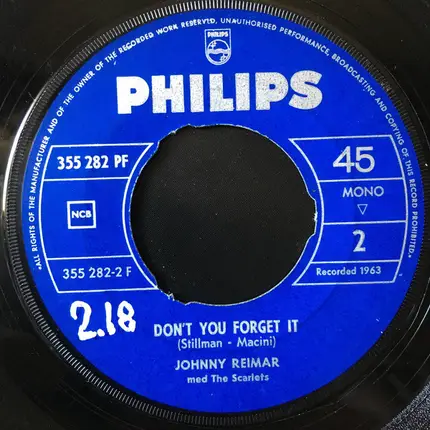 ALL RIGHTS OF THE MANUFACTURER AND OF THE OWNER OF THE RECORDED WORK RESERVED, UNAUTHORISED PERFORMANCE, BROADCASTING AND COPYING OF THIS RECORD PROHIBITED
PHILIPS
PHILIPS
355 282 PF
45
MONO
NCB
2
355 282-2 F
Recorded 1963
2.18
DON'T YOU FORGET IT
(Stillman - Macini)
JOHNNY REIMAR
med The Scarlets